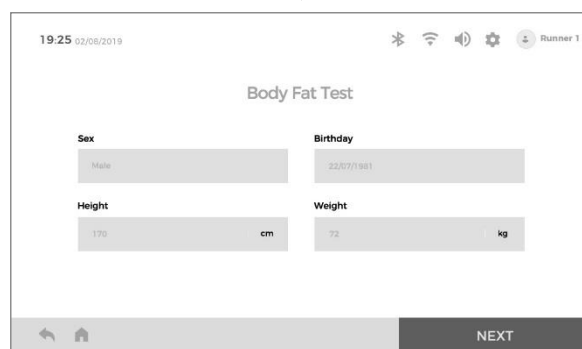 19:25 02/08/2019 Runner 1
Body Fat Test
Sex Birthday
Male 22/07/1981
Height Weight
170 cm 72 kg
NEXT